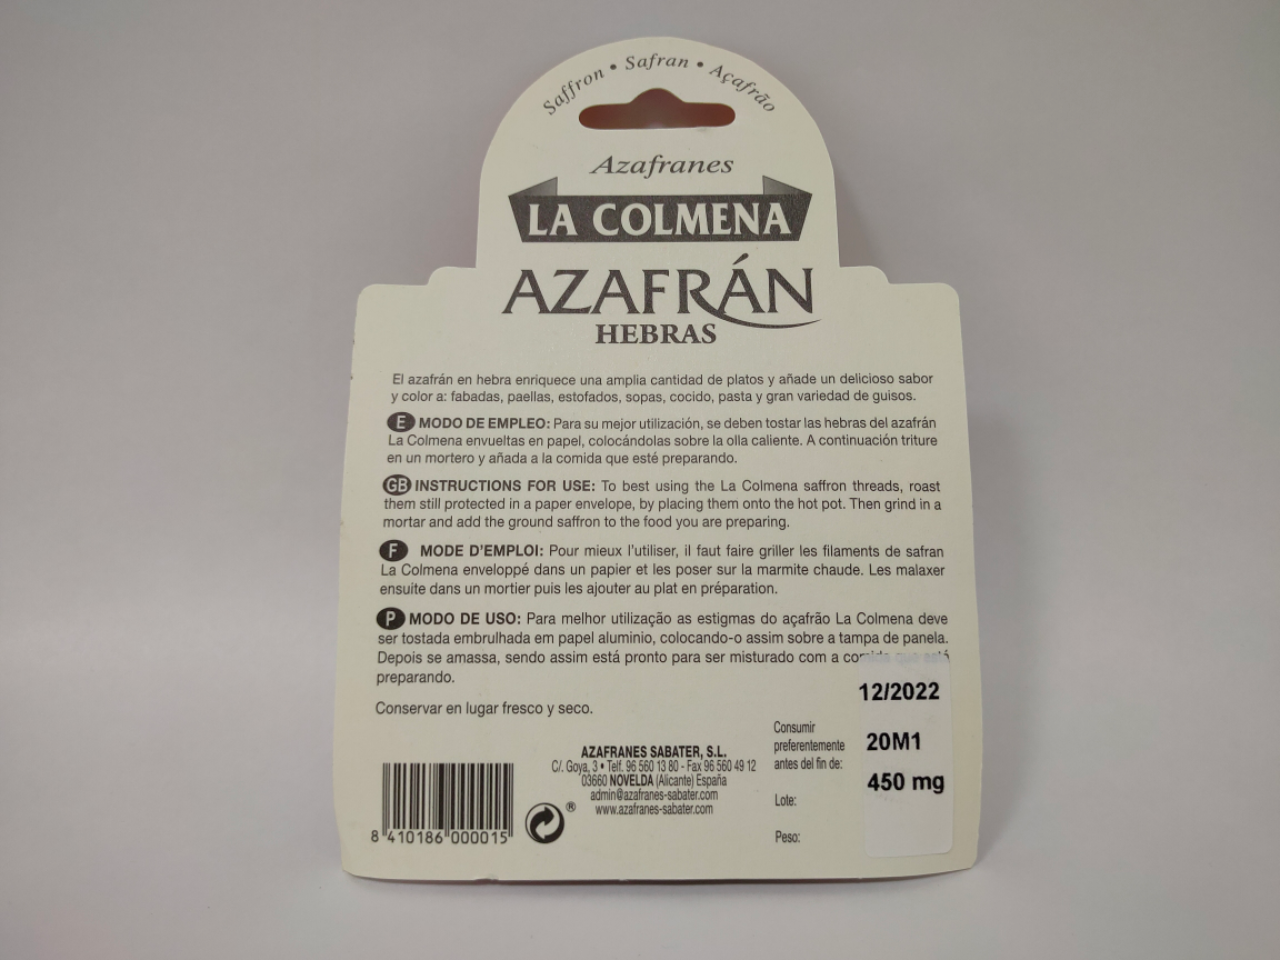 Saffron • Safran • Açafrão
Azafranes
LA COLMENA
AZAFRÁN
HEBRAS
El azafrán en hebra enriquece una amplia cantidad de platos y añade un delicioso sabor
y color a: fabadas, paellas, estofados, sopas, cocido, pasta y gran variedad de guisos.
E MODO DE EMPLEO: Para su mejor utilización, se deben tostar las hebras del azafrán
La Colmena envueltas en papel, colocándolas sobre la olla caliente. A continuación triture
en un mortero y añada a la comida que esté preparando.
GB INSTRUCTIONS FOR USE: To best using the La Colmena saffron threads, roast
them still protected in a paper envelope, by placing them onto the hot pot. Then grind in a
mortar and add the ground saffron to the food you are preparing.
F MODE D'EMPLOI: Pour mieux l'utiliser, il faut faire griller les filaments de safran
La Colmena enveloppé dans un papier et les poser sur la marmite chaude. Les malaxer
ensuite dans un mortier puis les ajouter au plat en préparation.
P MODO DE USO: Para melhor utilização as estigmas do açafrão La Colmena deve
ser tostada embrulhada em papel aluminio, colocando-o assim sobre a tampa de panela.
Depois se amassa, sendo assim está pronto para ser misturado com a comida que está
preparando.
Conservar en lugar fresco y seco.
12/2022
Consumir
preferentemente
antes del fin de:
20M1
450 mg
Lote:
Peso:
AZAFRANES SABATER, S.L.
C/. Goya, 3 • Telf. 96 560 13 80 - Fax 96 560 49 12
03660 NOVELDA (Alicante) España
admin@azafranes-sabater.com
www.azafranes-sabater.com
®
8 410186 000015